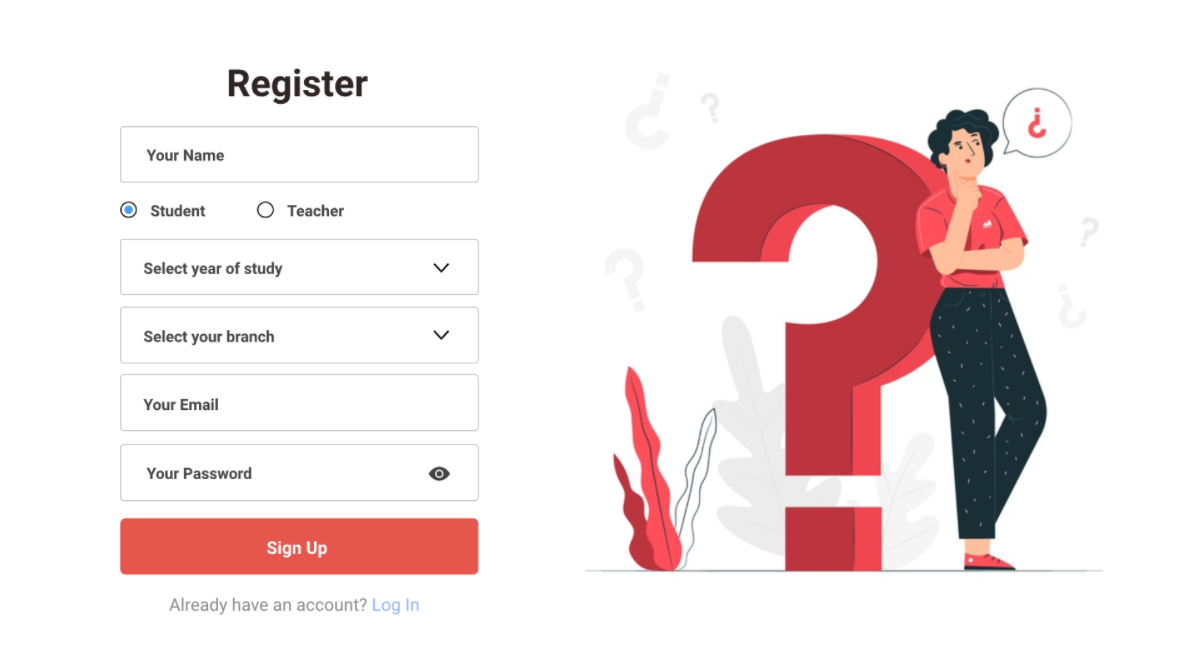 Register
Your Name
Student Teacher
Select year of study
Select your branch
Your Email
Your Password
Sign Up
Already have an account? Log In